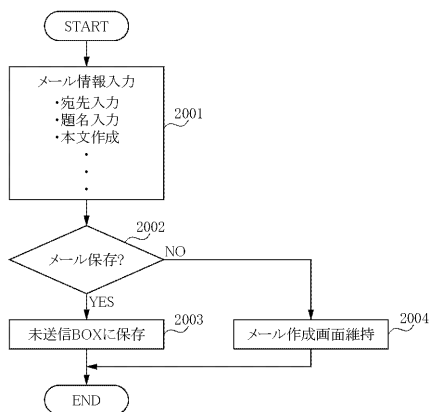 START
メール情報入力
・宛先入力
・題名入力
・本文作成
・
・
・
2001
2002
メール保存?
NO
YES
未送信BOXに保存
2003
メール作成画面維持
2004
END